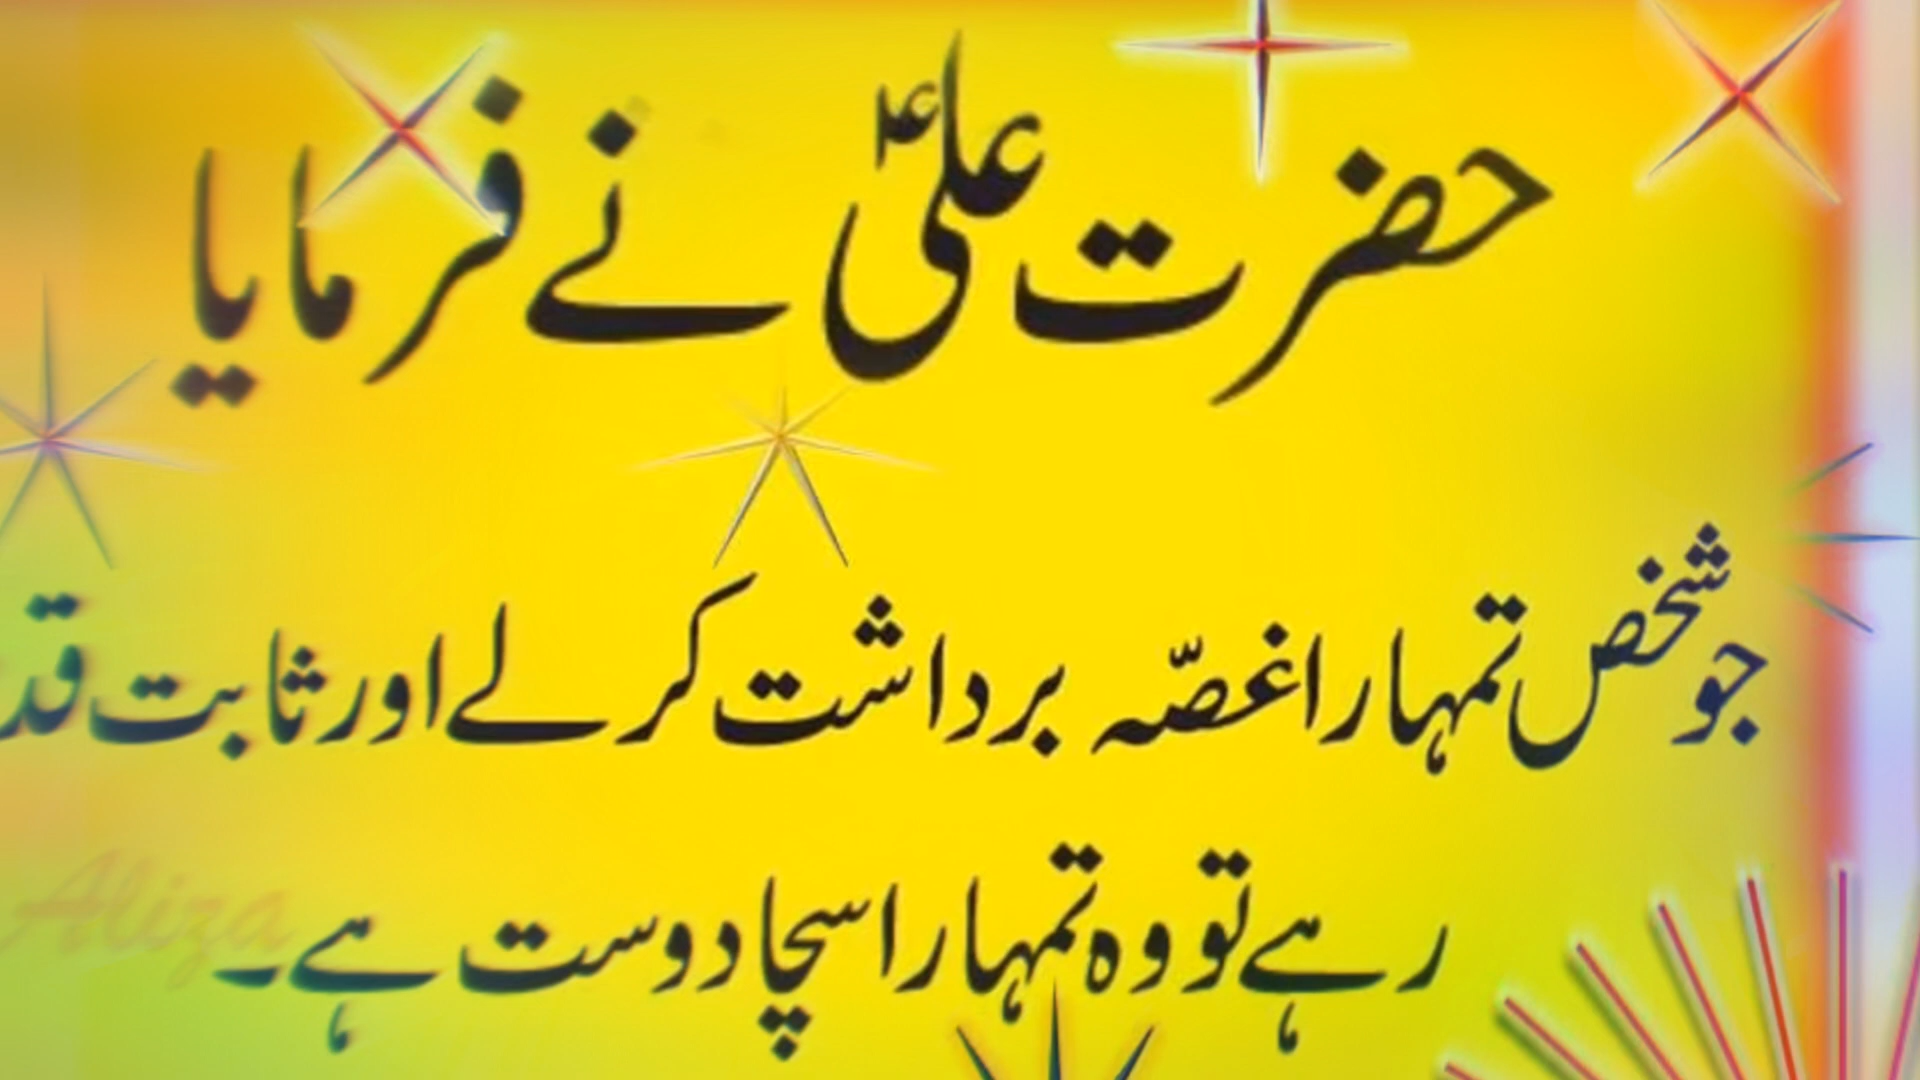 حضرت علیؑ نے فرمایا
جو شخص تمہارا غصّہ برداشت کرلے اور ثابت قد
رہے تو وہ تمہارا سچا دوست ہے۔
Aliza